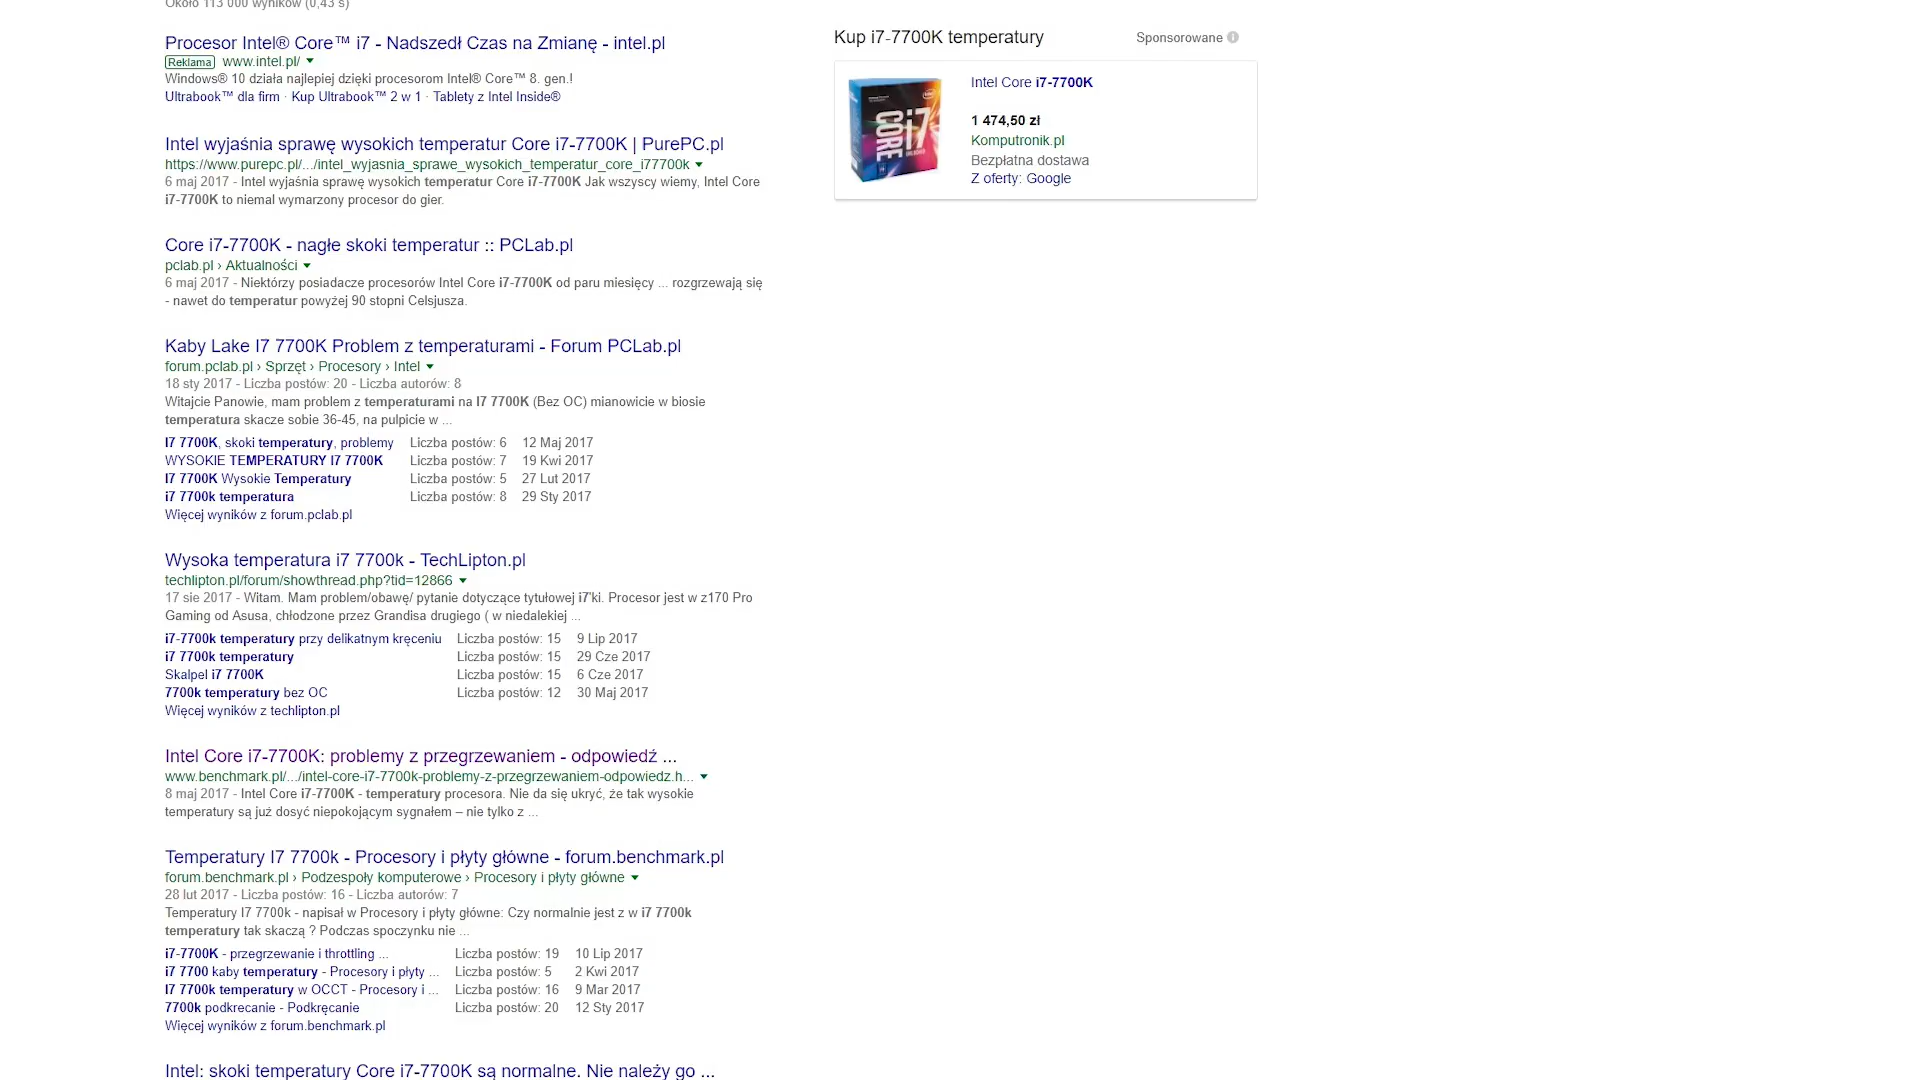 Około 113 000 wyników (0,43 s)
Procesor Intel® Core™ i7 - Nadszedł Czas na Zmianę - intel.pl
Reklama www.intel.pl/
Windows® 10 działa najlepiej dzięki procesorom Intel® Core™ 8. gen.!
Ultrabook™ dla firm · Kup Ultrabook™ 2 w 1 · Tablety z Intel Inside®
Intel wyjaśnia sprawę wysokich temperatur Core i7-7700K | PurePC.pl
https://www.purepc.pl/.../intel_wyjasnia_sprawe_wysokich_temperatur_core_i77700k
6 maj 2017 - Intel wyjaśnia sprawę wysokich temperatur Core i7-7700K Jak wszyscy wiemy, Intel Core
i7-7700K to niemal wymarzony procesor do gier.
Core i7-7700K - nagłe skoki temperatur :: PCLab.pl
pclab.pl › Aktualności
6 maj 2017 - Niektórzy posiadacze procesorów Intel Core i7-7700K od paru miesięcy ... rozgrzewają się
- nawet do temperatur powyżej 90 stopni Celsjusza.
Kaby Lake I7 7700K Problem z temperaturami - Forum PCLab.pl
forum.pclab.pl › Sprzęt › Procesory › Intel
18 sty 2017 - Liczba postów: 20 - Liczba autorów: 8
Witajcie Panowie, mam problem z temperaturami na I7 7700K (Bez OC) mianowicie w biosie
temperatura skacze sobie 36-45, na pulpicie w ...
I7 7700K, skoki temperatury, problemy Liczba postów: 6 12 Maj 2017
WYSOKIE TEMPERATURY I7 7700K Liczba postów: 7 19 Kwi 2017
I7 7700K Wysokie Temperatury Liczba postów: 5 27 Lut 2017
i7 7700k temperatura Liczba postów: 8 29 Sty 2017
Więcej wyników z forum.pclab.pl
Wysoka temperatura i7 7700k - TechLipton.pl
techlipton.pl/forum/showthread.php?tid=12866
17 sie 2017 - Witam. Mam problem/obawę/ pytanie dotyczące tytułowej i7'ki. Procesor jest w z170 Pro
Gaming od Asusa, chłodzone przez Grandisa drugiego ( w niedalekiej ...
i7-7700k temperatury przy delikatnym kręceniu Liczba postów: 15 9 Lip 2017
i7 7700k temperatury Liczba postów: 15 29 Cze 2017
Skalpel i7 7700K Liczba postów: 15 6 Cze 2017
7700k temperatury bez OC Liczba postów: 12 30 Maj 2017
Więcej wyników z techlipton.pl
Intel Core i7-7700K: problemy z przegrzewaniem - odpowiedź ...
www.benchmark.pl/.../intel-core-i7-7700k-problemy-z-przegrzewaniem-odpowiedz.h...
8 maj 2017 - Intel Core i7-7700K - temperatury procesora. Nie da się ukryć, że tak wysokie
temperatury są już dosyć niepokojącym sygnałem – nie tylko z ...
Temperatury I7 7700k - Procesory i płyty główne - forum.benchmark.pl
forum.benchmark.pl › Podzespoły komputerowe › Procesory i płyty główne
28 lut 2017 - Liczba postów: 16 - Liczba autorów: 7
Temperatury I7 7700k - napisał w Procesory i płyty główne: Czy normalnie jest z w i7 7700k
temperatury tak skaczą ? Podczas spoczynku nie ...
i7-7700K - przegrzewanie i throttling ... Liczba postów: 19 10 Lip 2017
i7 7700 kaby temperatury - Procesory i płyty ... Liczba postów: 5 2 Kwi 2017
I7 7700k temperatury w OCCT - Procesory i ... Liczba postów: 16 9 Mar 2017
7700k podkrecanie - Podkręcanie Liczba postów: 20 12 Sty 2017
Więcej wyników z forum.benchmark.pl
Intel: skoki temperatury Core i7-7700K są normalne. Nie należy go ...
Kup i7-7700K temperatury Sponsorowane
Intel Core i7-7700K
1 474,50 zł
Komputronik.pl
Bezpłatna dostawa
Z oferty: Google
intel
CORE i7